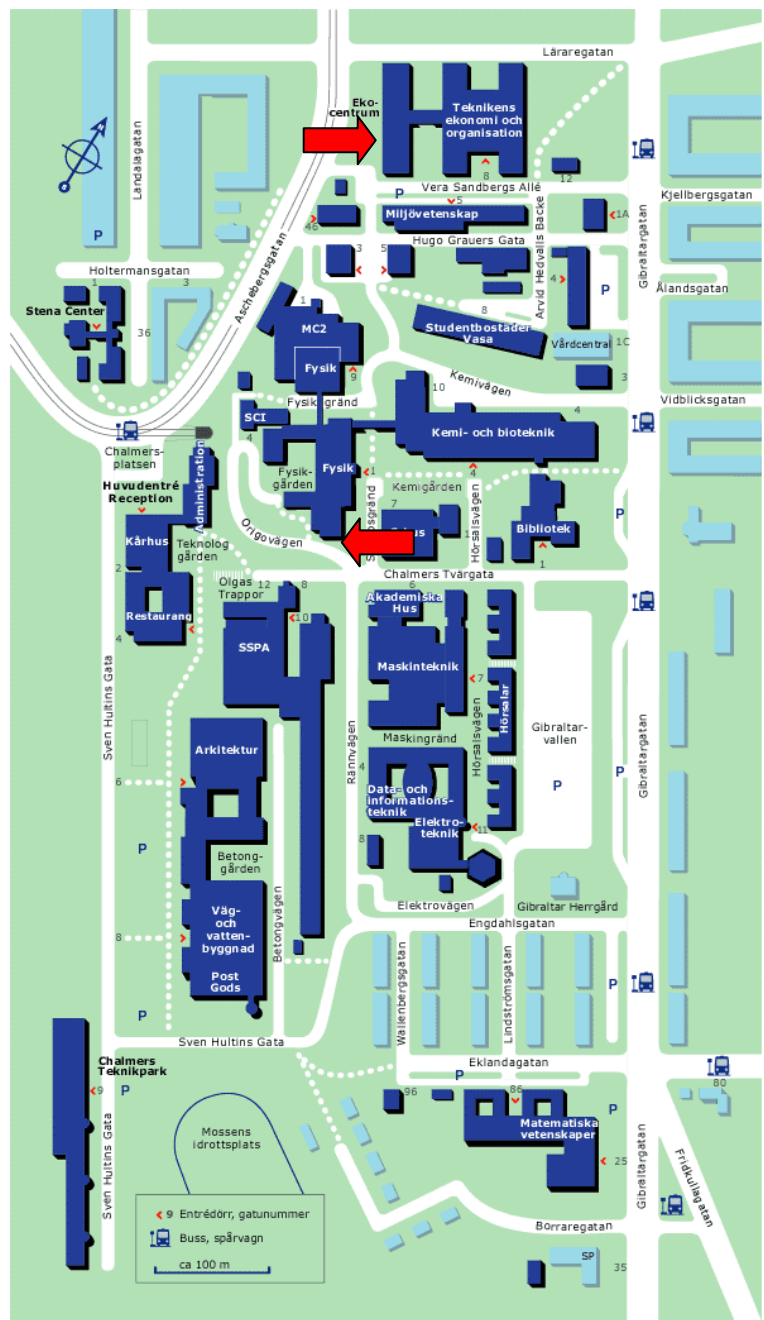 Läraregatan
Eko-
centrum
Teknikens
ekonomi och
organisation
8
12
Landalagatan
Vera Sandbergs Allé
P
Kjellbergsgatan
5
Miljövetenskap
1A
46
P
Hugo Grauers Gata
Arvid Hedvalls Backe
Gibraltargatan
Aschebergsgatan
3
5
4
P
Holtermansgatan
Ålandsgatan
1
3
Stena Center
36
1
MC2
8
Studentbostäder
Vasa
Vårdcentral
1C
Fysik
9
Kemivägen
10
3
Fysikgränd
4
Vidblicksgatan
SCI
4
Kemi- och bioteknik
Chalmers-
platsen
Administration
Fysik-
gården
Fysik
1
4
Huvudentré
Reception
Kemigården
7
Hörsalsvägen
P
Kårhus
Origovägen
Bibliotek
1
Teknolog
gården
2
Olgas
Trappor
12
8
Chalmers Tvärgata
6
Akademiska
Hus
Restaurang
4
10
SSPA
Maskinteknik
7
Hörsalar
Sven Hultins Gata
Rännvägen
Hörsalsvägen
Gibraltar-
vallen
Maskingränd
Arkitektur
4
Gibraltargatan
6
P
P
Data- och
informations-
teknik
Elektro-
teknik
11
8
P
Betong-
gården
Betongvägen
Elektrovägen
Gibraltar Herrgård
Väg-
och
vatten-
byggnad
Engdahlsgatan
8
Post
Gods
Wallenbergsgatan
Lindströmsgatan
P
P
Sven Hultins Gata
Eklandagatan
Chalmers
Teknikpark
9
P
P
96
86
80
P
Matematiska
vetenskaper
Mossens
idrottsplats
25
Sven Hultins Gata
Gibraltargatan
Fridkullagatan
9 Entrédörr, gatunummer
Buss, spårvagn
ca 100 m
Borraregatan
SP
35